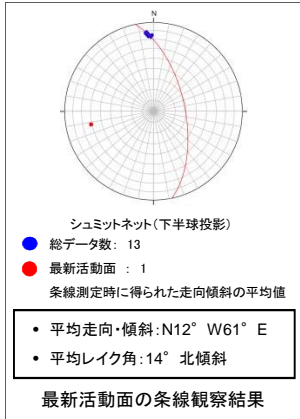 N
シュミットネット(下半球投影)
総データ数: 13
最新活動面 : 1
条線測定時に得られた走向傾斜の平均値
• 平均走向・傾斜:N12° W61° E
• 平均レイク角:14° 北傾斜
最新活動面の条線観察結果